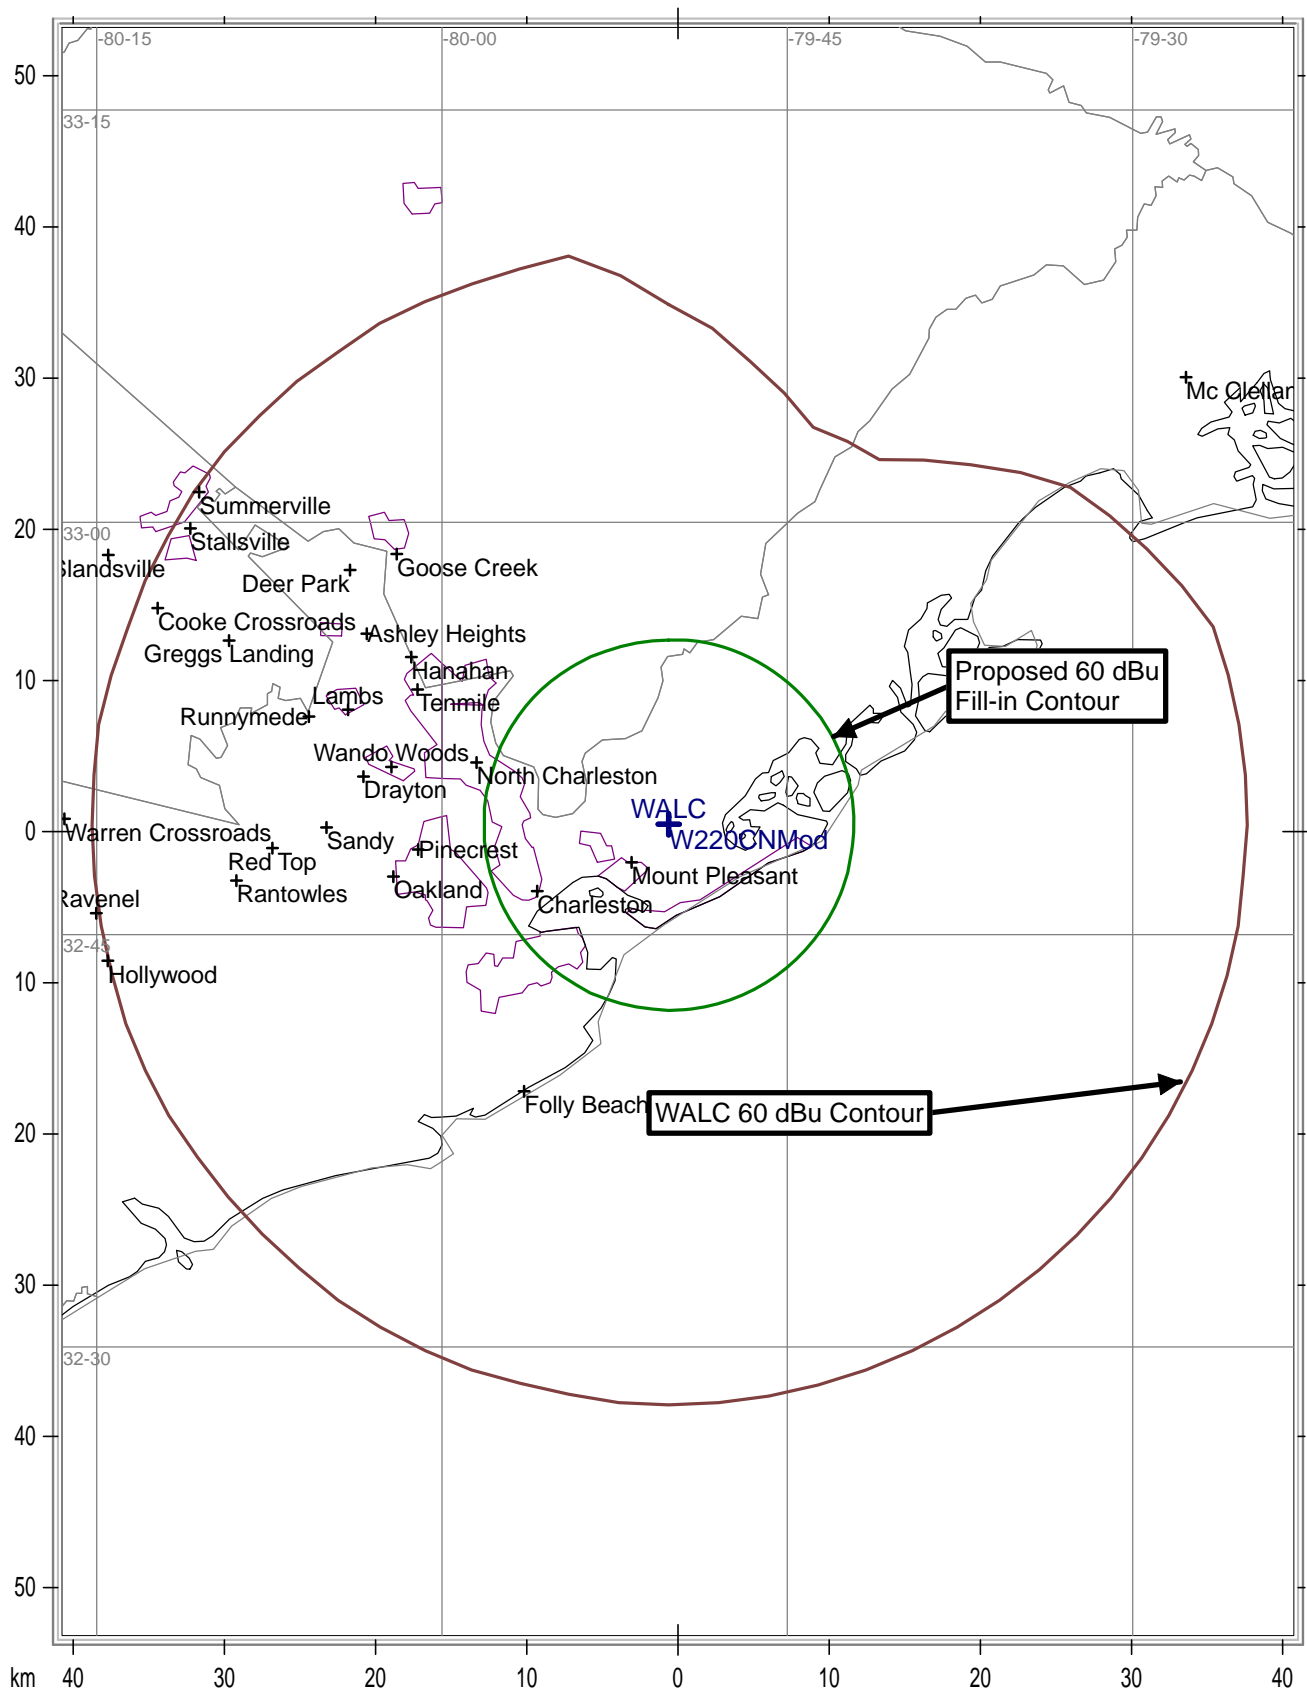 -80-15
-80-00
-79-45
-79-30
50
33-15
40
30
Mc Clellan
Summerville
20
33-00
Stallsville
Slandsville
Goose Creek
Deer Park
Cooke Crossroads
Ashley Heights
Greggs Landing
Hanahan
10
Proposed 60 dBu
Fill-in Contour
Lambs
Tenmile
Runnymede
Wando Woods
North Charleston
Drayton
WALC
0
Warren Crossroads
Sandy
W220CNMod
Pinecrest
Red Top
Mount Pleasant
Rantowles
Oakland
Ravenel
Charleston
32-45
Hollywood
10
Folly Beach
WALC 60 dBu Contour
20
30
32-30
40
50
km 40 30 20 10 0 10 20 30 40